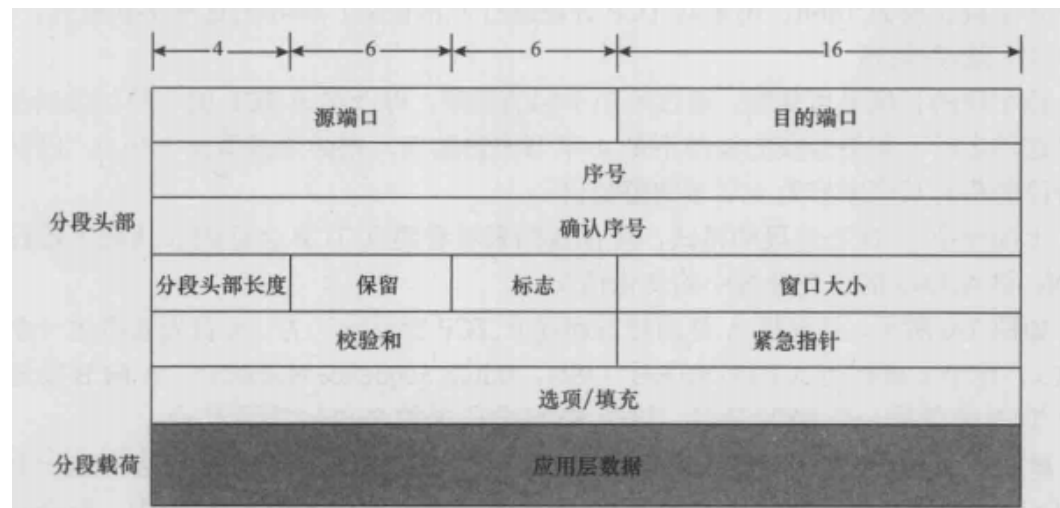 4 6 6 16
源端口 目的端口
序号
分段头部 确认序号
分段头部长度 保留 标志 窗口大小
校验和 紧急指针
选项/填充
分段载荷 应用层数据